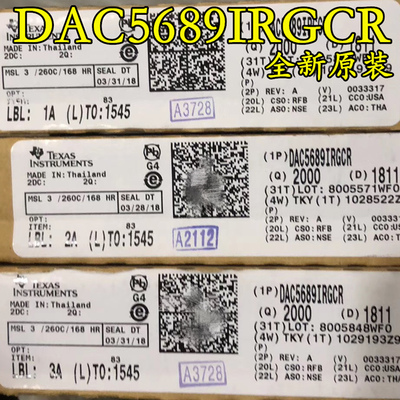 DAC5689IRGCR
全新原装
TEXAS
INSTRUMENTS
MADE IN: Thailand
2DC: 2Q:
MSL 3 /260C/168 HR SEAL DT
03/31/18
OPT:
ITEM: 83
LBL: 1A (L)TO:1545
A3728
(Q) 2000 (D) 1811
(4W)
(2P) REV: A (V) 0033317
(20L) CSO:RFB (21L) CCO:USA
(22L) ASO:NSE (23L) ACO:THA
TEXAS
INSTRUMENTS
MADE IN: Thailand
2DC: 2Q:
G4
e
MSL 3 /260C/168 HR SEAL DT
03/28/18
OPT:
ITEM: 83
LBL: 2A (L)TO:1545
A2112
(1P) DAC5689IRGCR
(Q) 2000 (D) 1811
(31T)LOT: 8005571WF0
(4W) TKY(1T) 1028522Z
(P)
(2P) REV: A (V) 0033317
(20L) CSO:RFB (21L) CCO:USA
(22L) ASO:NSE (23L) ACO:THA
TEXAS
INSTRUMENTS
MADE IN: Thailand
2DC: 2Q:
G4
e
MSL 3 /260C/168 HR SEAL DT
03/31/18
OPT:
ITEM: 83
LBL: 3A (L)TO:1545
A3728
(1P) DAC5689IRGCR
(Q) 2000 (D) 1811
(31T)LOT: 8005848WF0
(4W) TKY(1T) 1029193Z9
(P)
(2P) REV: A (V) 0033317
(20L) CSO:RFB (21L) CCO:USA
(22L) ASO:NSE (23L) ACO:THA